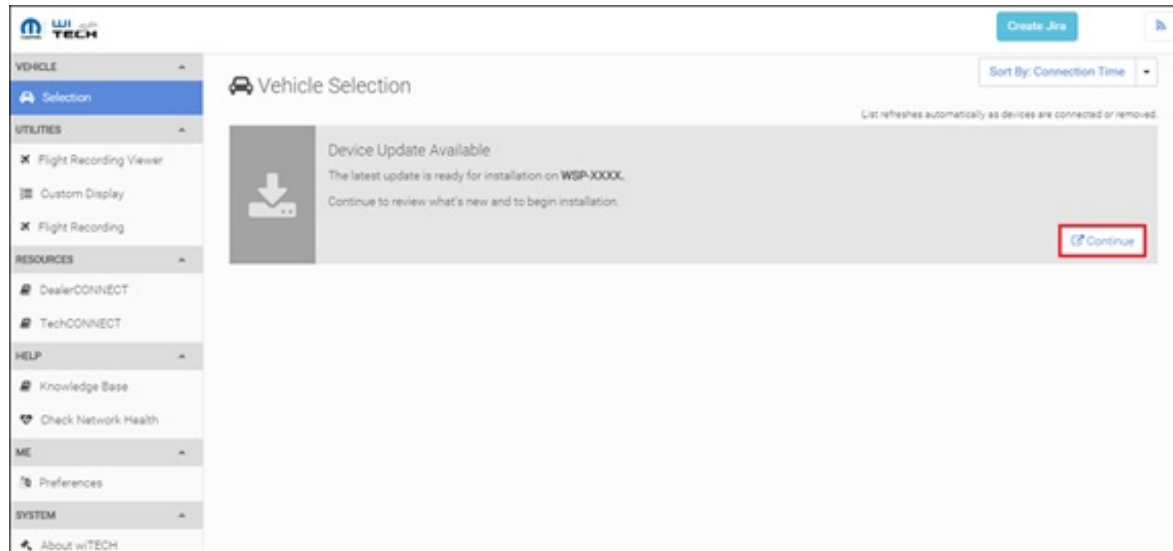 WI
TECH
Create Jira
VEHICLE
Selection
UTILITIES
Flight Recording Viewer
Custom Display
Flight Recording
RESOURCES
DealerCONNECT
TechCONNECT
HELP
Knowledge Base
Check Network Health
ME
Preferences
SYSTEM
About wiTECH
Vehicle Selection
Sort By: Connection Time
List refreshes automatically as devices are connected or removed.
Device Update Available
The latest update is ready for installation on WSP-XXXX.
Continue to review what's new and to begin installation.
Continue